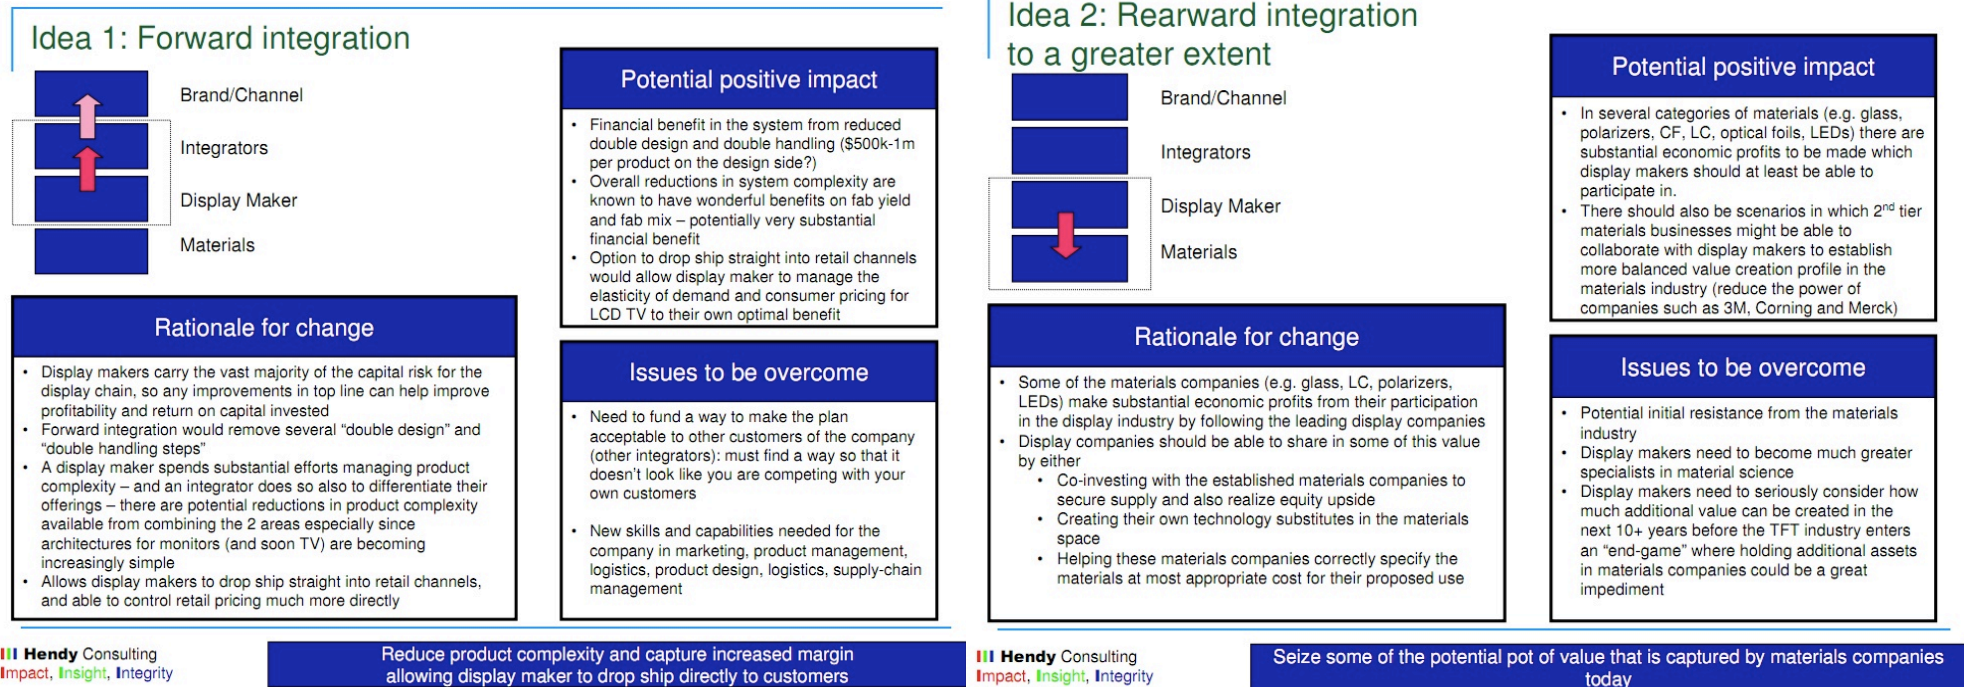 Idea 1: Forward integration
Brand/Channel
Integrators
Display Maker
Materials
Potential positive impact
• Financial benefit in the system from reduced
double design and double handling ($500k-1m
per product on the design side?)
• Overall reductions in system complexity are
known to have wonderful benefits on fab yield
and fab mix – potentially very substantial
financial benefit
• Option to drop ship straight into retail channels
would allow display maker to manage the
elasticity of demand and consumer pricing for
LCD TV to their own optimal benefit
Rationale for change
• Display makers carry the vast majority of the capital risk for the
display chain, so any improvements in top line can help improve
profitability and return on capital invested
• Forward integration would remove several “double design” and
“double handling steps”
• A display maker spends substantial efforts managing product
complexity – and an integrator does so also to differentiate their
offerings – there are potential reductions in product complexity
available from combining the 2 areas especially since
architectures for monitors (and soon TV) are becoming
increasingly simple
• Allows display makers to drop ship straight into retail channels,
and able to control retail pricing much more directly
Issues to be overcome
• Need to fund a way to make the plan
acceptable to other customers of the company
(other integrators): must find a way so that it
doesn’t look like you are competing with your
own customers
• New skills and capabilities needed for the
company in marketing, product management,
logistics, product design, logistics, supply-chain
management
Hendy Consulting
Impact, Insight, Integrity
Reduce product complexity and capture increased margin
allowing display maker to drop ship directly to customers
Idea 2: Rearward integration
to a greater extent
Brand/Channel
Integrators
Display Maker
Materials
Potential positive impact
• In several categories of materials (e.g. glass,
polarizers, CF, LC, optical foils, LEDs) there are
substantial economic profits to be made which
display makers should at least be able to
participate in.
• There should also be scenarios in which 2nd tier
materials businesses might be able to
collaborate with display makers to establish
more balanced value creation profile in the
materials industry (reduce the power of
companies such as 3M, Corning and Merck)
Rationale for change
• Some of the materials companies (e.g. glass, LC, polarizers,
LEDs) make substantial economic profits from their participation
in the display industry by following the leading display companies
• Display companies should be able to share in some of this value
by either
• Co-investing with the established materials companies to
secure supply and also realize equity upside
• Creating their own technology substitutes in the materials
space
• Helping these materials companies correctly specify the
materials at most appropriate cost for their proposed use
Issues to be overcome
• Potential initial resistance from the materials
industry
• Display makers need to become much greater
specialists in material science
• Display makers need to seriously consider how
much additional value can be created in the
next 10+ years before the TFT industry enters
an “end-game” where holding additional assets
in materials companies could be a great
impediment
Hendy Consulting
Impact, Insight, Integrity
Seize some of the potential pot of value that is captured by materials companies
today